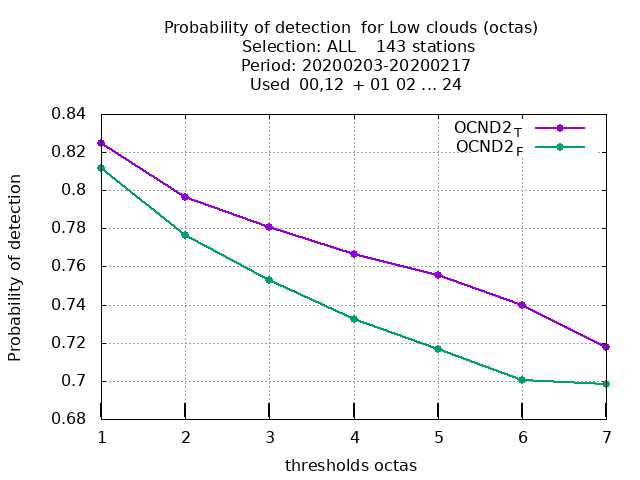 Probability of detection  for Low clouds (octas)
Selection: ALL    143 stations
Period: 20200203-20200217
Used  00,12  + 01 02 ... 24
OCND2_T
OCND2_F
0.84
0.82
0.8
0.78
0.76
0.74
0.72
0.7
0.68
Probability of detection
1 2 3 4 5 6 7
thresholds octas